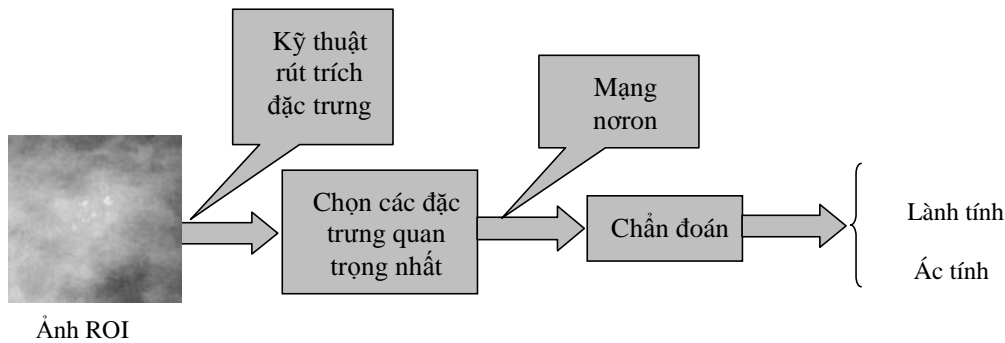 Kỹ thuật
rút trích
đặc trưng
Mạng
nơron
Chọn các đặc
trưng quan
trọng nhất
Chẩn đoán
Lành tính
Ác tính
Ảnh ROI